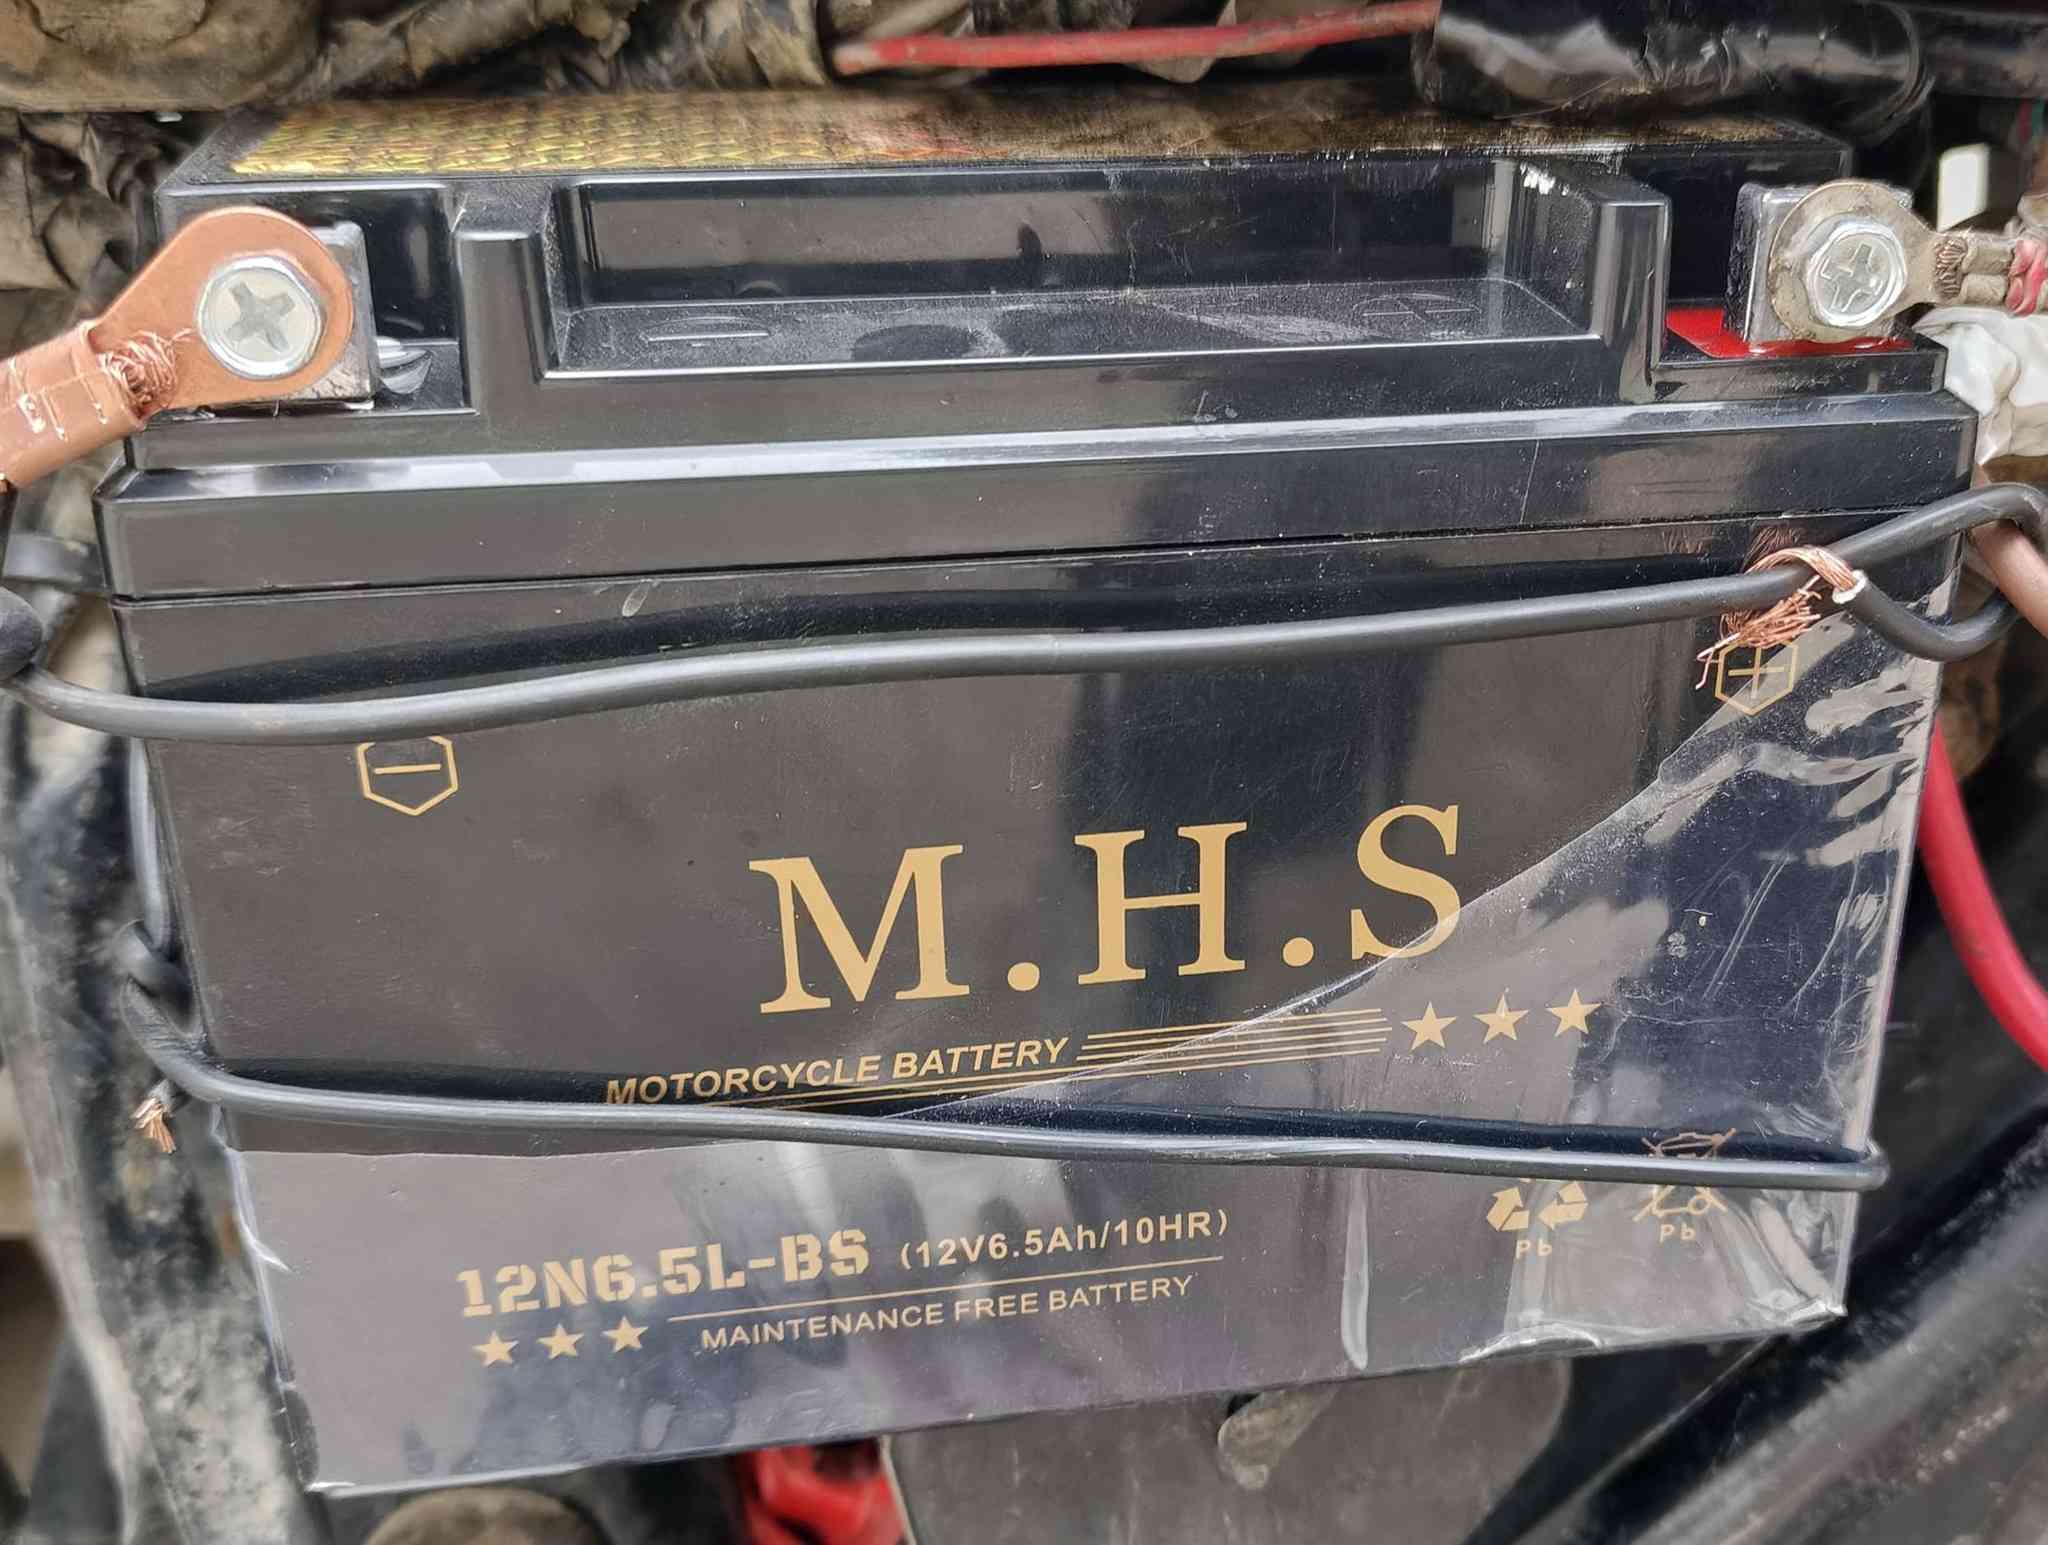 M.H.S
MOTORCYCLE BATTERY
12N6.5L-BS (12V6.5Ah/10HR)
MAINTENANCE FREE BATTERY
Pb Pb